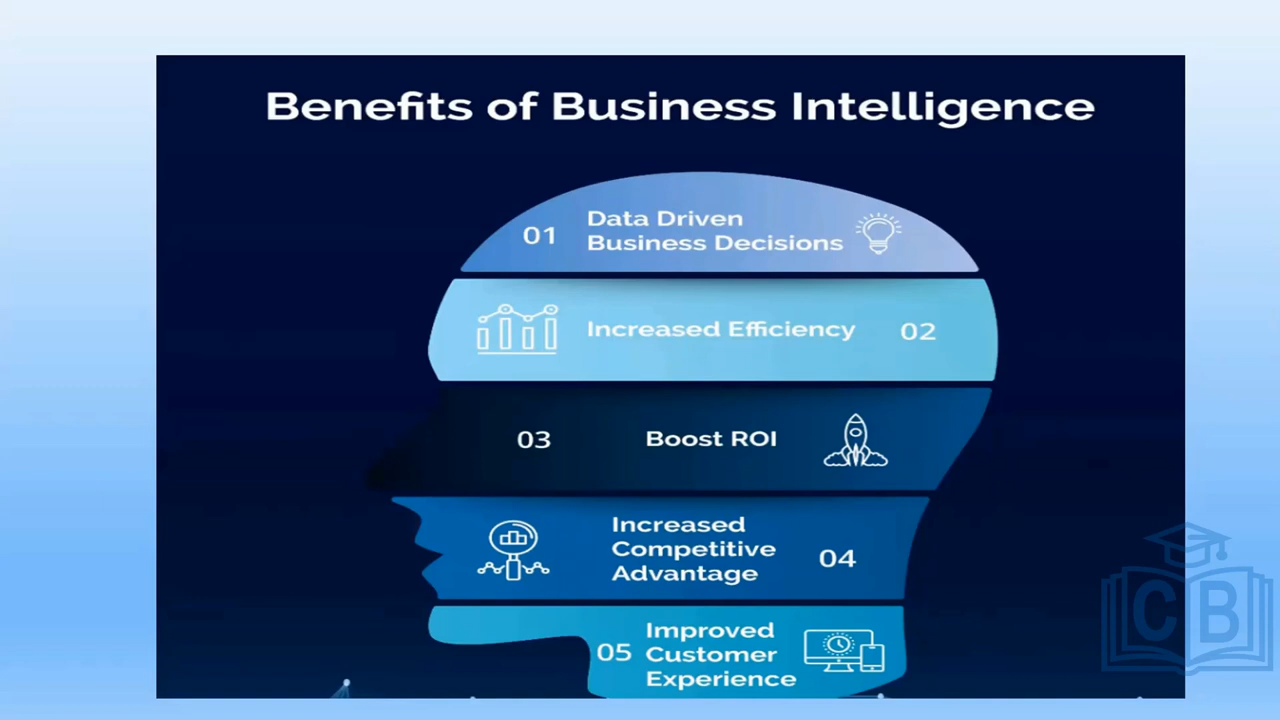 Benefits of Business Intelligence
01
Data Driven
Business Decisions
Increased Efficiency
02
03
Boost ROI
Increased
Competitive
Advantage
04
05
Improved
Customer
Experience
CB